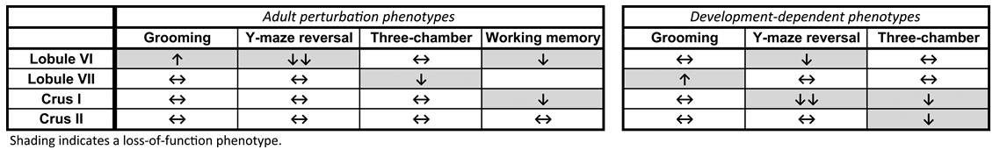 Adult perturbation phenotypes Development-dependent phenotypes
Grooming Y-maze reversal Three-chamber Working memory Grooming Y-maze reversal Three-chamber
Lobule VI ↑ ↓↓ ↔ ↓ ↔ ↓ ↔
Lobule VII ↔ ↔ ↓ ↑ ↔ ↔
Crus I ↔ ↔ ↔ ↓ ↔ ↓↓ ↓
Crus II ↔ ↔ ↔ ↔ ↔ ↔ ↓
Shading indicates a loss-of-function phenotype.